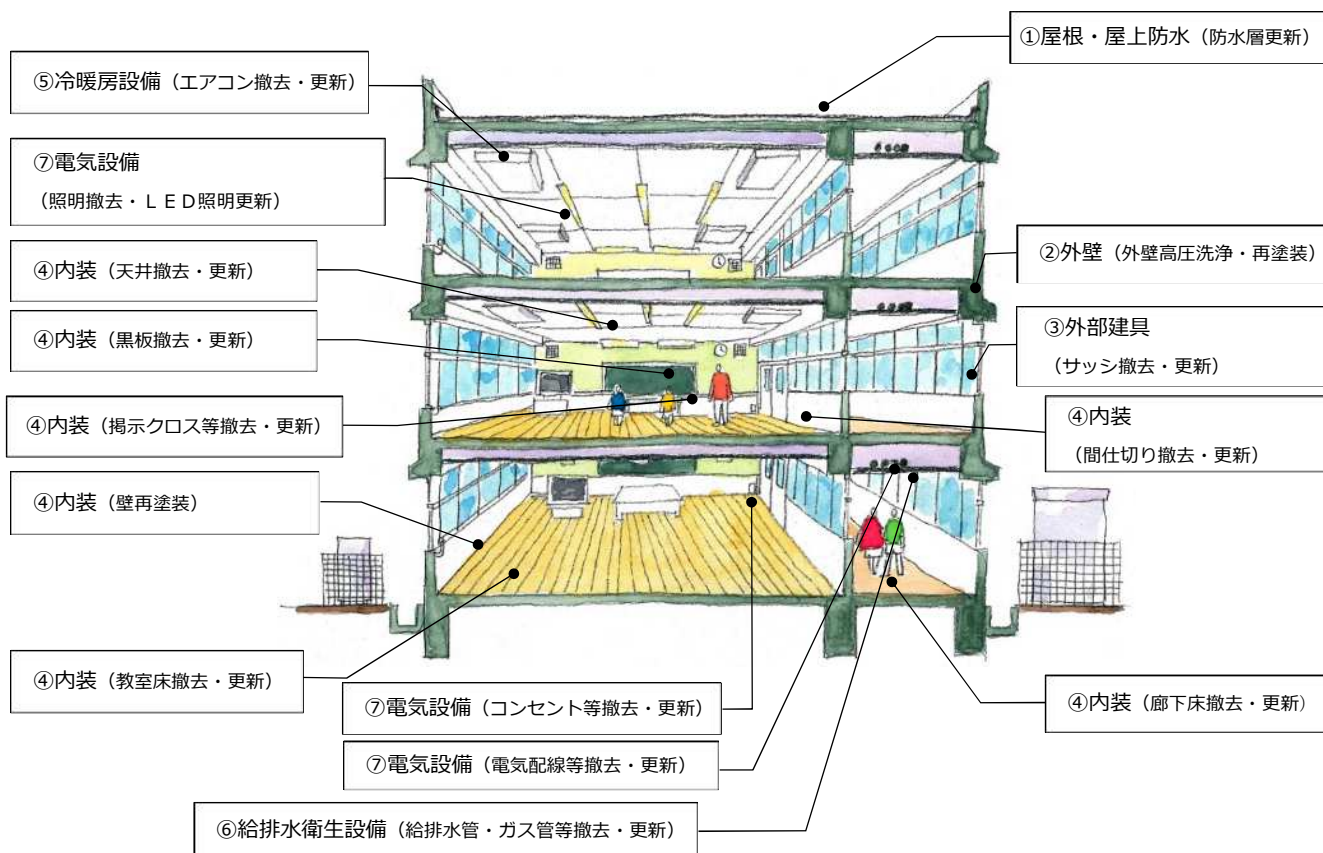 ①屋根・屋上防水（防水層更新）
⑤冷暖房設備（エアコン撤去・更新）
⑦電気設備
（照明撤去・ＬＥＤ照明更新）
④内装（天井撤去・更新）
②外壁（外壁高圧洗浄・再塗装）
④内装（黒板撤去・更新）
③外部建具
（サッシ撤去・更新）
④内装（掲示クロス等撤去・更新）
④内装
（間仕切り撤去・更新）
④内装（壁再塗装）
④内装（教室床撤去・更新）
⑦電気設備（コンセント等撤去・更新）
④内装（廊下床撤去・更新）
⑦電気設備（電気配線等撤去・更新）
⑥給排水衛生設備（給排水管・ガス管等撤去・更新）